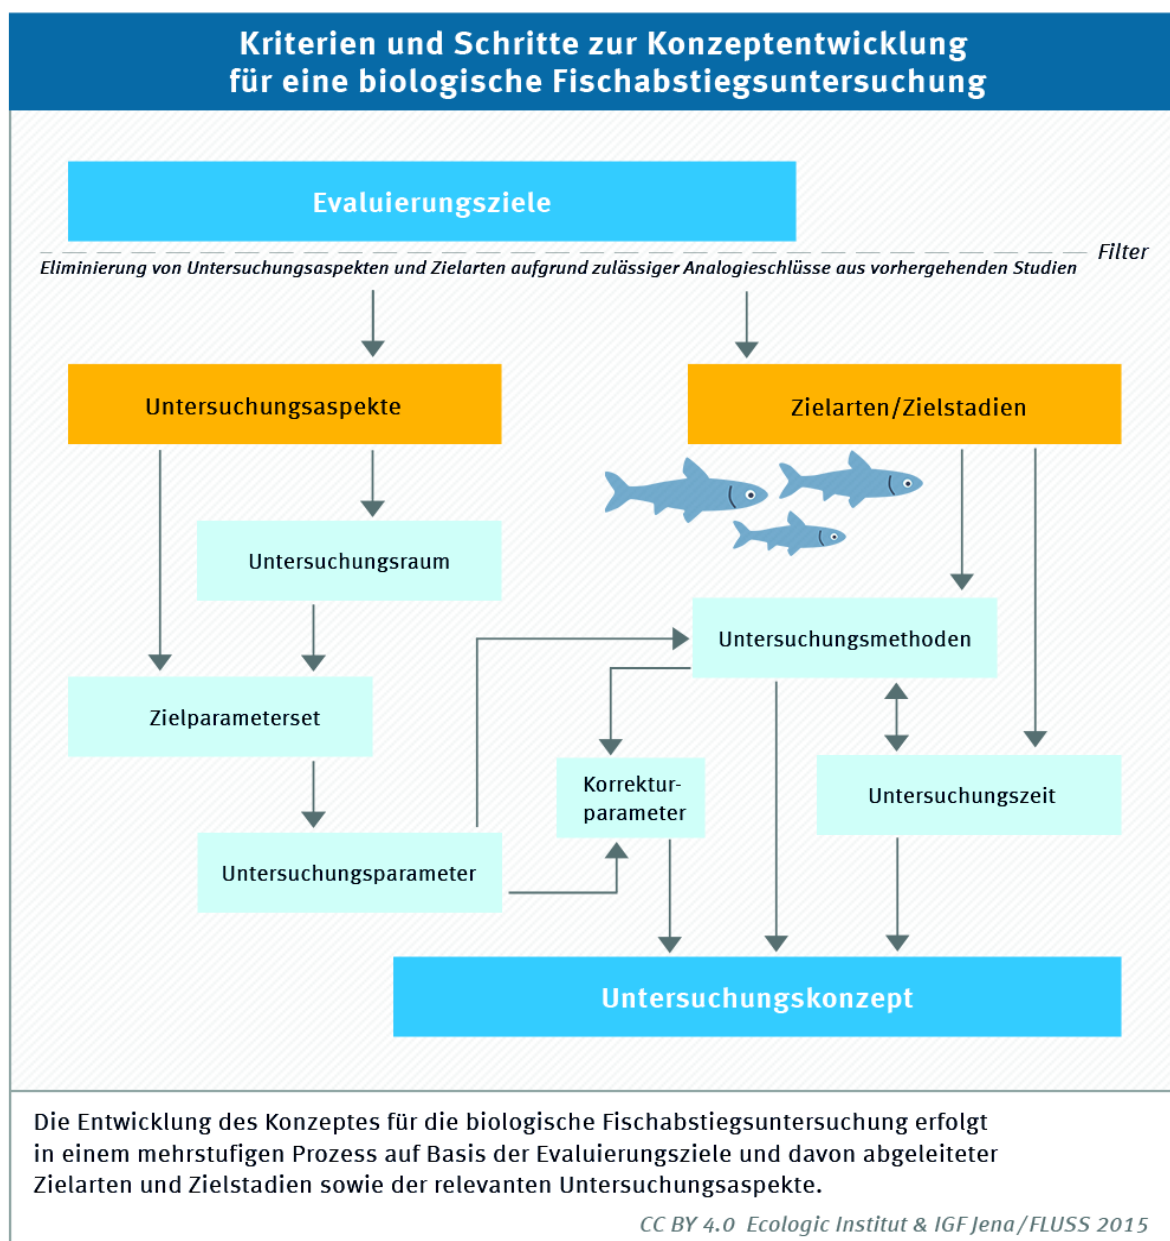 Kriterien und Schritte zur Konzeptentwicklung
für eine biologische Fischabstiegsuntersuchung
Evaluierungsziele
Filter
Eliminierung von Untersuchungsaspekten und Zielarten aufgrund zulässiger Analogieschlüsse aus vorhergehenden Studien
Untersuchungsaspekte
Zielarten/Zielstadien
Untersuchungsraum
Untersuchungsmethoden
Zielparameterset
Korrektur-
parameter
Untersuchungszeit
Untersuchungsparameter
Untersuchungskonzept
Die Entwicklung des Konzeptes für die biologische Fischabstiegsuntersuchung erfolgt
in einem mehrstufigen Prozess auf Basis der Evaluierungsziele und davon abgeleiteter
Zielarten und Zielstadien sowie der relevanten Untersuchungsaspekte.
CC BY 4.0 Ecologic Institut & IGF Jena/FLUSS 2015